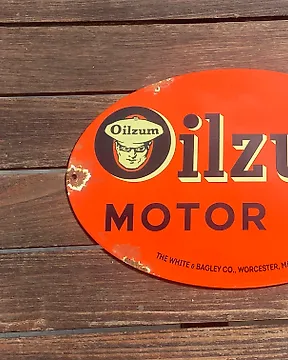 Oilzum
Oilzu
MOTOR
THE WHITE & BAGLEY CO., WORCESTER, M